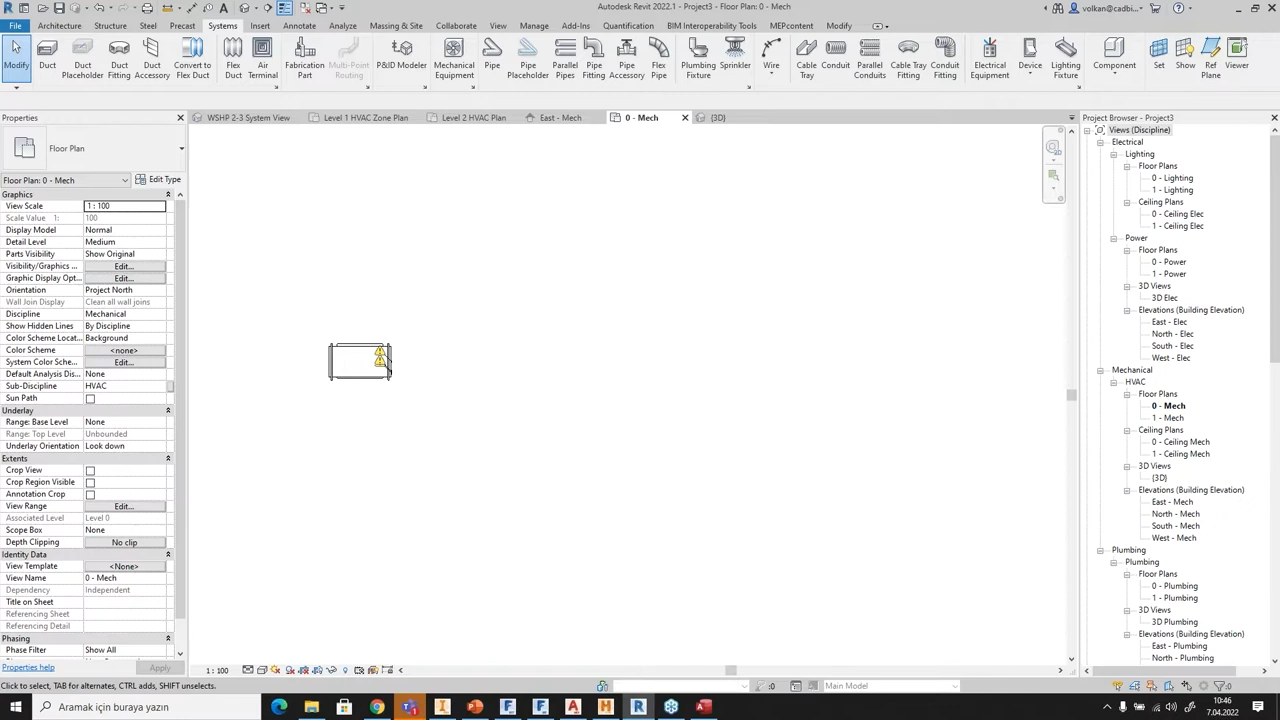 Autodesk Revit 2022.1 - Project3 - Floor Plan: 0 - Mech
volkan@cadbi...
File Architecture Structure Steel Precast Systems Insert Annotate Analyze Massing & Site Collaborate View Manage Add-Ins Quantification BIM Interoperability Tools MEPcontent Modify
Modify
Duct
Duct Placeholder
Duct Fitting
Duct Accessory
Convert to Flex Duct
Flex Duct
Air Terminal
Fabrication Part
Multi-Point Routing
P&ID Modeler
Mechanical Equipment
Pipe
Pipe Placeholder
Parallel Pipes
Pipe Fitting
Pipe Accessory
Flex Pipe
Plumbing Fixture
Sprinkler
Wire
Cable Tray
Conduit
Parallel Conduits
Cable Tray Fitting
Conduit Fitting
Electrical Equipment
Device
Lighting Fixture
Component
Set
Show
Ref Plane
Viewer
Properties
WSHP 2-3 System View
Level 1 HVAC Zone Plan
Level 2 HVAC Plan
East - Mech
0 - Mech
{3D}
Project Browser - Project3
Floor Plan
Floor Plan: 0 - Mech
Edit Type
Graphics
View Scale 1 : 100
Scale Value 1: 100
Display Model Normal
Detail Level Medium
Parts Visibility Show Original
Visibility/Graphics ... Edit...
Graphic Display Opt... Edit...
Orientation Project North
Wall Join Display Clean all wall joins
Discipline Mechanical
Show Hidden Lines By Discipline
Color Scheme Locat... Background
Color Scheme <none>
System Color Sche... Edit...
Default Analysis Dis... None
Sub-Discipline HVAC
Sun Path
Underlay
Range: Base Level None
Range: Top Level Unbounded
Underlay Orientation Look down
Extents
Crop View
Crop Region Visible
Annotation Crop
View Range Edit...
Associated Level Level 0
Scope Box None
Depth Clipping No clip
Identity Data
View Template <None>
View Name 0 - Mech
Dependency Independent
Title on Sheet
Referencing Sheet
Referencing Detail
Phasing
Phase Filter Show All
Properties help Apply
Views (Discipline)
Electrical
Lighting
Floor Plans
0 - Lighting
1 - Lighting
Ceiling Plans
0 - Ceiling Elec
1 - Ceiling Elec
Power
Floor Plans
0 - Power
1 - Power
3D Views
3D Elec
Elevations (Building Elevation)
East - Elec
North - Elec
South - Elec
West - Elec
Mechanical
HVAC
Floor Plans
0 - Mech
1 - Mech
Ceiling Plans
0 - Ceiling Mech
1 - Ceiling Mech
3D Views
{3D}
Elevations (Building Elevation)
East - Mech
North - Mech
South - Mech
West - Mech
Plumbing
Plumbing
Floor Plans
0 - Plumbing
1 - Plumbing
3D Views
3D Plumbing
Elevations (Building Elevation)
East - Plumbing
North - Plumbing
1 : 100
Click to select, TAB for alternates, CTRL adds, SHIFT unselects.
:0
Main Model
:0
Aramak için buraya yazın
10:46
7.04.2022